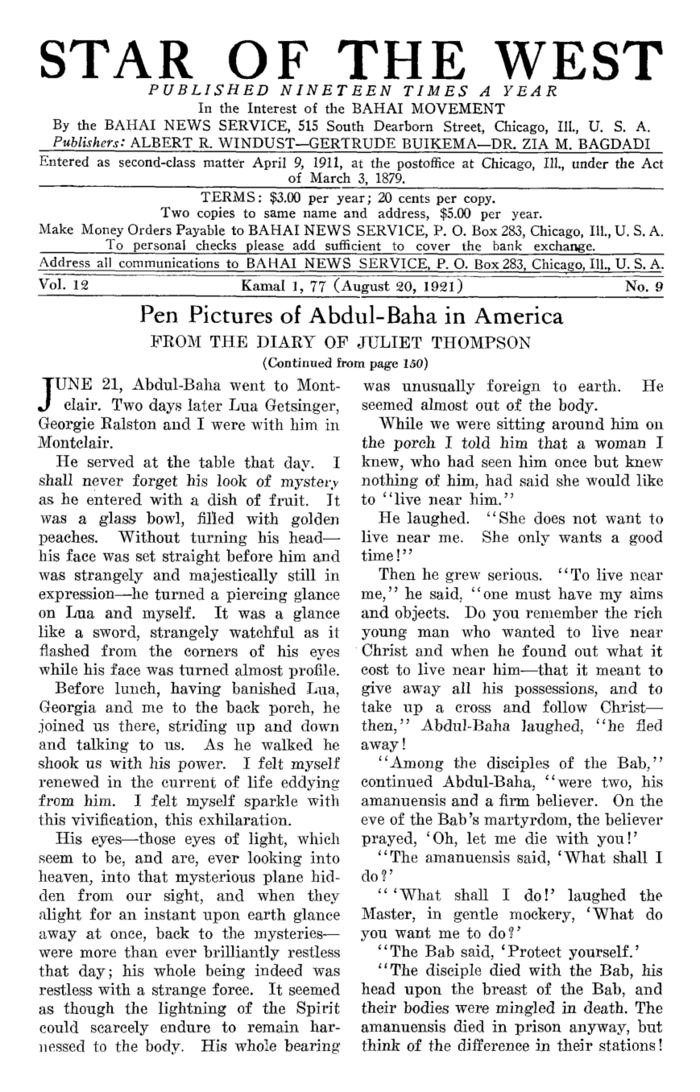 STAR OF THE WEST
PUBLISHED NINETEEN TIMES A YEAR
In the Interest of the BAHAI MOVEMENT
By the BAHAI NEWS SERVICE, 515 South Dearborn Street, Chicago, Ill., U. S. A.
Publishers: ALBERT R. WINDUST—GERTRUDE BUIKEMA—DR. ZIA M. BAGDADI
Entered as second-class matter April 9, 1911, at the postoffice at Chicago, Ill., under the Act
of March 3, 1879.
TERMS: $3.00 per year; 20 cents per copy.
Two copies to same name and address, $5.00 per year.
Make Money Orders Payable to BAHAI NEWS SERVICE, P. O. Box 283, Chicago, Ill., U. S. A.
To personal checks please add sufficient to cover the bank exchange.
Address all communications to BAHAI NEWS SERVICE, P. O. Box 283, Chicago, Ill., U. S. A.
Vol. 12 Kamal 1, 77 (August 20, 1921) No. 9
Pen Pictures of Abdul-Baha in America
FROM THE DIARY OF JULIET THOMPSON
(Continued from page 150)
JUNE 21, Abdul-Baha went to Mont-
clair. Two days later Lua Getsinger,
Georgie Ralston and I were with him in
Montclair.
He served at the table that day. I
shall never forget his look of mystery
as he entered with a dish of fruit. It
was a glass bowl, filled with golden
peaches. Without turning his head—
his face was set straight before him and
was strangely and majestically still in
expression—he turned a piercing glance
on Lua and myself. It was a glance
like a sword, strangely watchful as it
flashed from the corners of his eyes
while his face was turned almost profile.
Before lunch, having banished Lua,
Georgia and me to the back porch, he
joined us there, striding up and down
and talking to us. As he walked he
shook us with his power. I felt myself
renewed in the current of life eddying
from him. I felt myself sparkle with
this vivification, this exhilaration.
His eyes—those eyes of light, which
seem to be, and are, ever looking into
heaven, into that mysterious plane hid-
den from our sight, and when they
alight for an instant upon earth glance
away at once, back to the mysteries—
were more than ever brilliantly restless
that day; his whole being indeed was
restless with a strange force. It seemed
as though the lightning of the Spirit
could scarcely endure to remain har-
nessed to the body. His whole bearing
was unusually foreign to earth. He
seemed almost out of the body.
While we were sitting around him on
the porch I told him that a woman I
knew, who had seen him once but knew
nothing of him, had said she would like
to "live near him."
He laughed. "She does not want to
live near me. She only wants a good
time!"
Then he grew serious. "To live near
me," he said, "one must have my aims
and objects. Do you remember the rich
young man who wanted to live near
Christ and when he found out what it
cost to live near him—that it meant to
give away all his possessions, and to
take up a cross and follow Christ—
then," Abdul-Baha laughed, "he fled
away!
"Among the disciples of the Bab,"
continued Abdul-Baha, "were two, his
amanuensis and a firm believer. On the
eve of the Bab's martyrdom, the believer
prayed, 'Oh, let me die with you!'
"The amanuensis said, 'What shall I
do?'
" 'What shall I do!' laughed the
Master, in gentle mockery, 'What do
you want me to do?'
"The Bab said, 'Protect yourself.'
"The disciple died with the Bab, his
head upon the breast of the Bab, and
their bodies were mingled in death. The
amanuensis died in prison anyway, but
think of the difference in their stations!